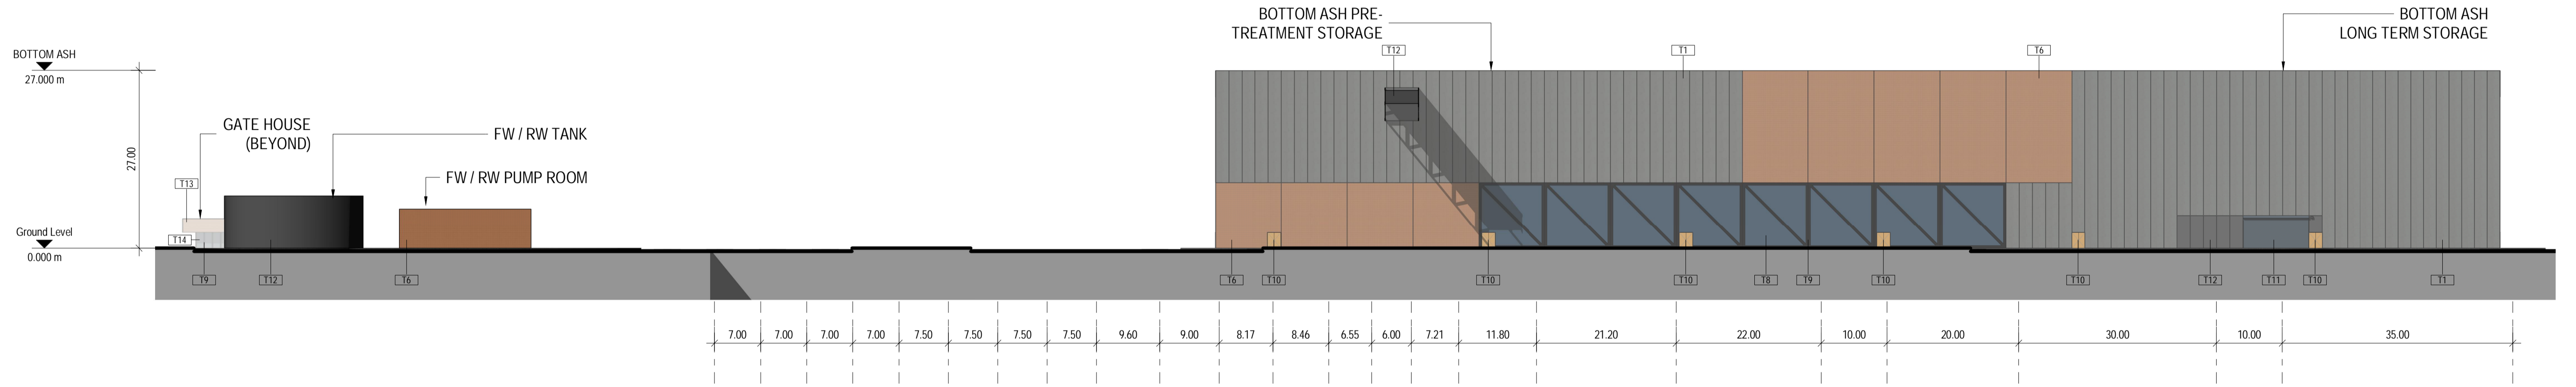 BOTTOM ASH PRE-
TREATMENT STORAGE
BOTTOM ASH
LONG TERM STORAGE
T12
T1
T6
BOTTOM ASH
27.000 m
27.00
GATE HOUSE
(BEYOND)
FW / RW TANK
FW / RW PUMP ROOM
T13
T14
Ground Level
0.000 m
T9
T12
T6
T6
T10
T10
T10
T8
T9
T10
T10
T12
T11
T10
T1
7.00
7.00
7.00
7.00
7.50
7.50
7.50
7.50
9.60
9.00
8.17
8.46
6.55
6.00
7.21
11.80
21.20
22.00
10.00
20.00
30.00
10.00
35.00